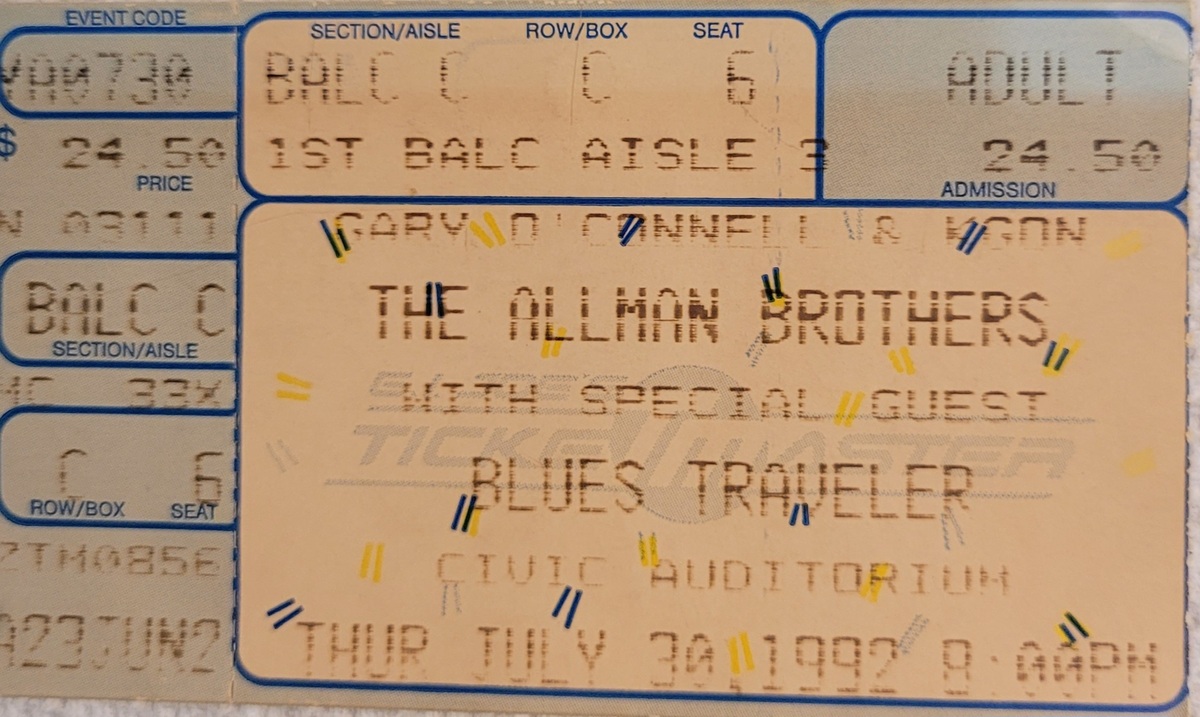 EVENT CODE
A0730
$ 24.50
PRICE
N 03111
BALC C
SECTION/AISLE
MC 33X
C 6
ROW/BOX SEAT
ZTM0856
A23JUN2
SECTION/AISLE ROW/BOX SEAT
BALC C C 6 ADULT
1ST BALC AISLE 3 24.50
ADMISSION
GARY O'CONNELL & KGON
THE ALLMAN BROTHERS
WITH SPECIAL GUEST
TICKETMASTER
BLUES TRAVELER
CIVIC AUDITORIUM
THUR JULY 30,1992 8:00PM